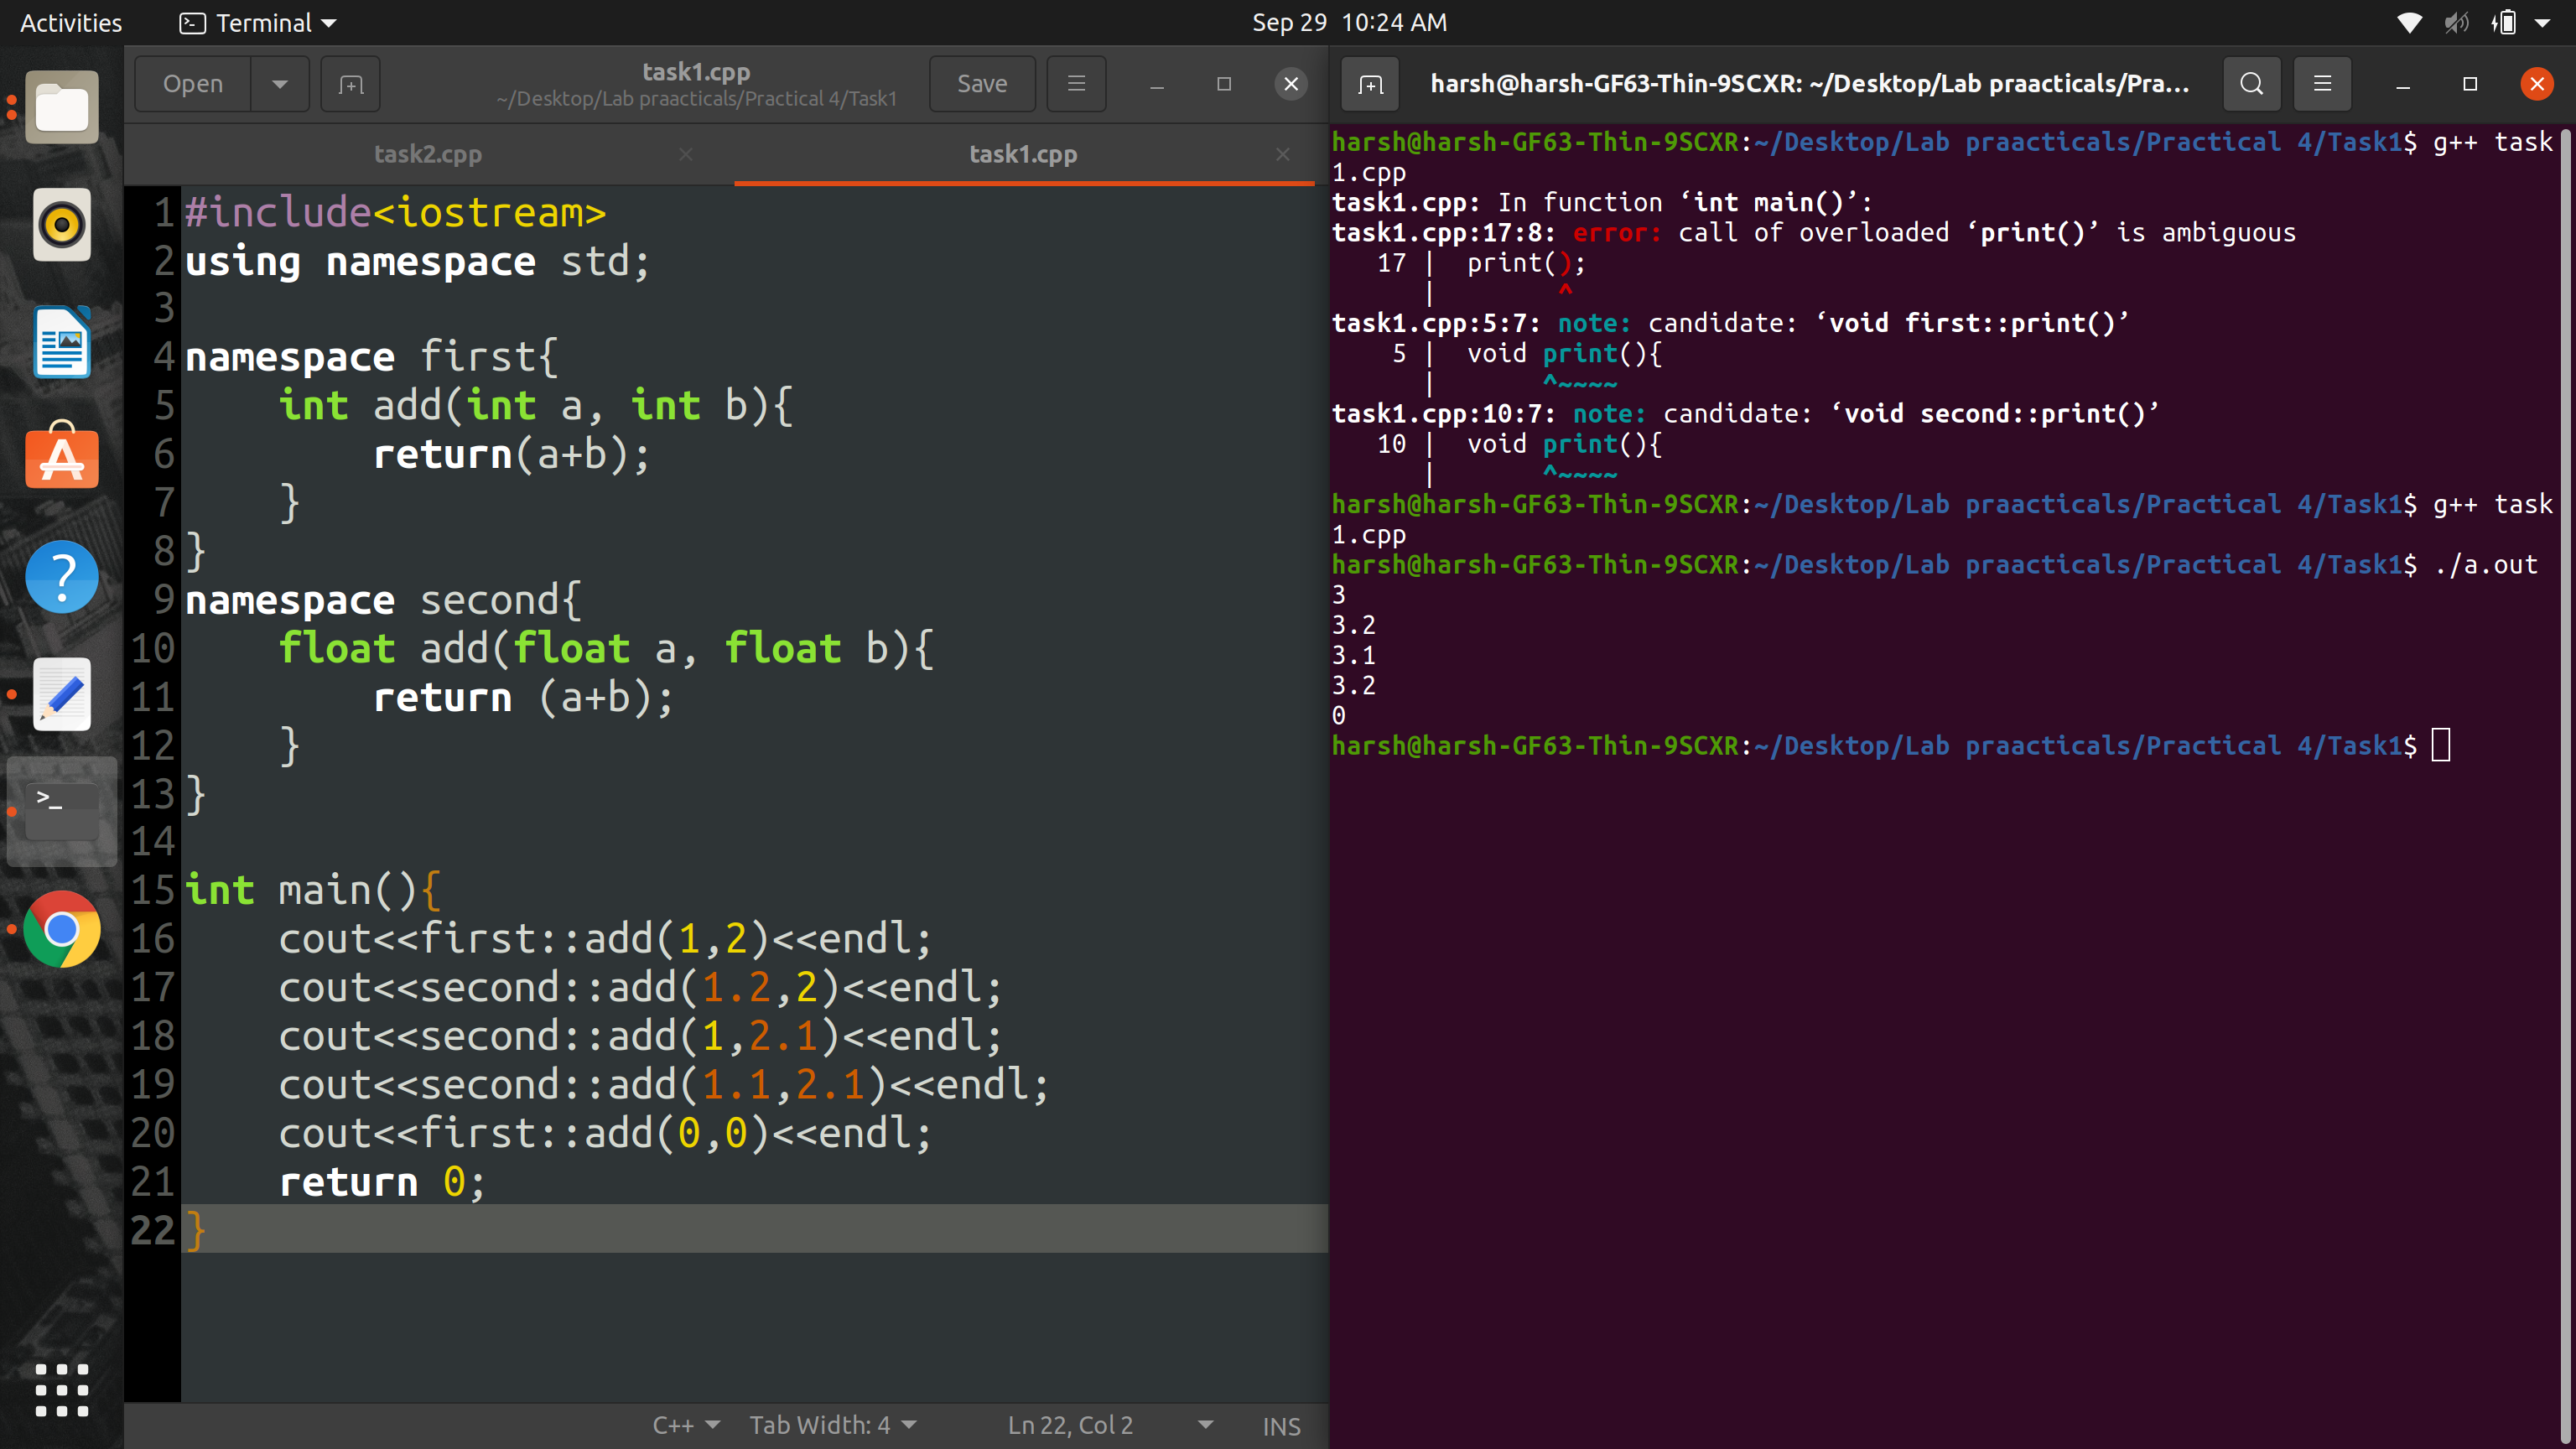 Activities Terminal Sep 29 10:24 AM
Open task1.cpp Save
~/Desktop/Lab praacticals/Practical 4/Task1
task2.cpp task1.cpp
1 #include<iostream>
2 using namespace std;
3
4 namespace first{
5 int add(int a, int b){
6 return(a+b);
7 }
8 }
9 namespace second{
10 float add(float a, float b){
11 return (a+b);
12 }
13 }
14
15 int main(){
16 cout<<first::add(1,2)<<endl;
17 cout<<second::add(1.2,2)<<endl;
18 cout<<second::add(1,2.1)<<endl;
19 cout<<second::add(1.1,2.1)<<endl;
20 cout<<first::add(0,0)<<endl;
21 return 0;
22 }
C++ Tab Width: 4 Ln 22, Col 2 INS
harsh@harsh-GF63-Thin-9SCXR: ~/Desktop/Lab praacticals/Pra...
harsh@harsh-GF63-Thin-9SCXR:~/Desktop/Lab praacticals/Practical 4/Task1$ g++ task
1.cpp
task1.cpp: In function ‘int main()’:
task1.cpp:17:8: error: call of overloaded ‘print()’ is ambiguous
17 | print();
| ^
task1.cpp:5:7: note: candidate: ‘void first::print()’
5 | void print(){
| ^~~~~
task1.cpp:10:7: note: candidate: ‘void second::print()’
10 | void print(){
| ^~~~~
harsh@harsh-GF63-Thin-9SCXR:~/Desktop/Lab praacticals/Practical 4/Task1$ g++ task
1.cpp
harsh@harsh-GF63-Thin-9SCXR:~/Desktop/Lab praacticals/Practical 4/Task1$ ./a.out
3
3.2
3.1
3.2
0
harsh@harsh-GF63-Thin-9SCXR:~/Desktop/Lab praacticals/Practical 4/Task1$